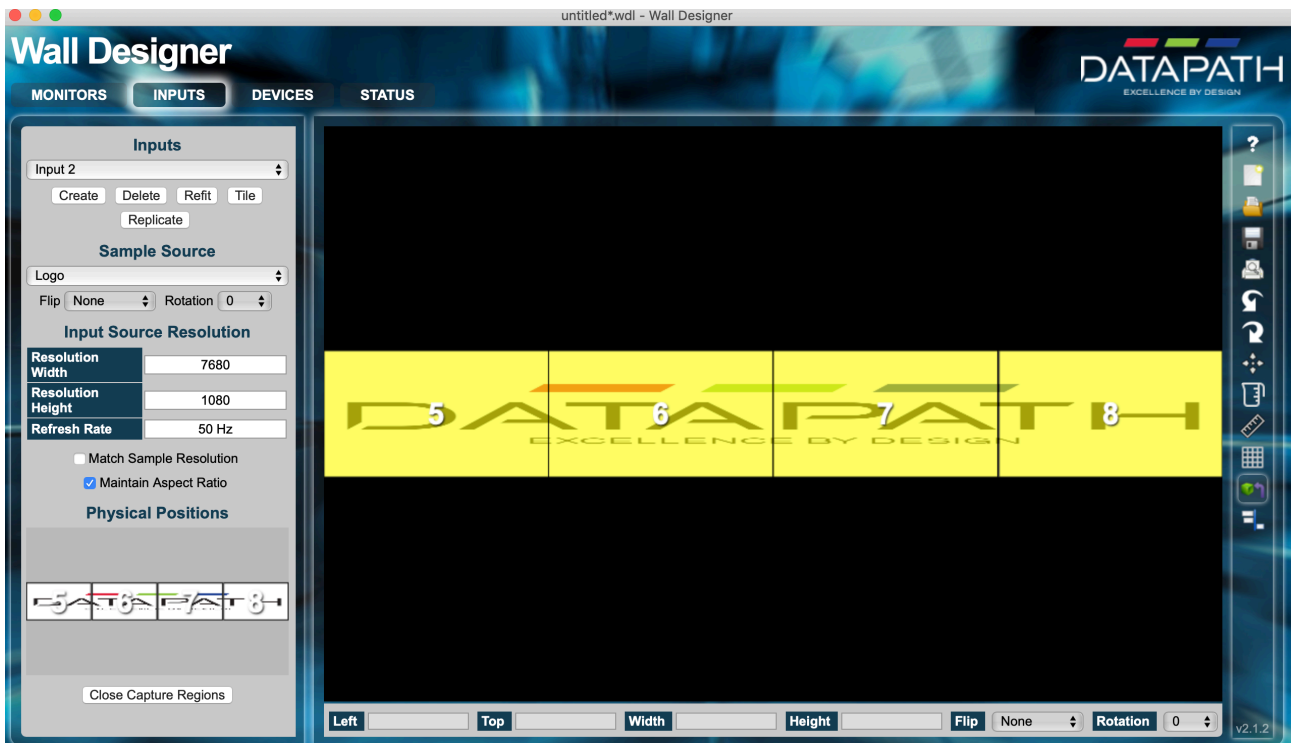 untitled*.wdl - Wall Designer
Wall Designer
DATAPATH
EXCELLENCE BY DESIGN
MONITORS INPUTS DEVICES STATUS
Inputs
Input 2
Create Delete Refit Tile
Replicate
Sample Source
Logo
Flip None Rotation 0
Input Source Resolution
Resolution Width 7680
Resolution Height 1080
Refresh Rate 50 Hz
Match Sample Resolution
Maintain Aspect Ratio
Physical Positions
DATAPATH
5 6 7 8
Close Capture Regions
DATAPATH
5 6 7 8
EXCELLENCE BY DESIGN
Left Top Width Height Flip None Rotation 0
?
v2.1.2